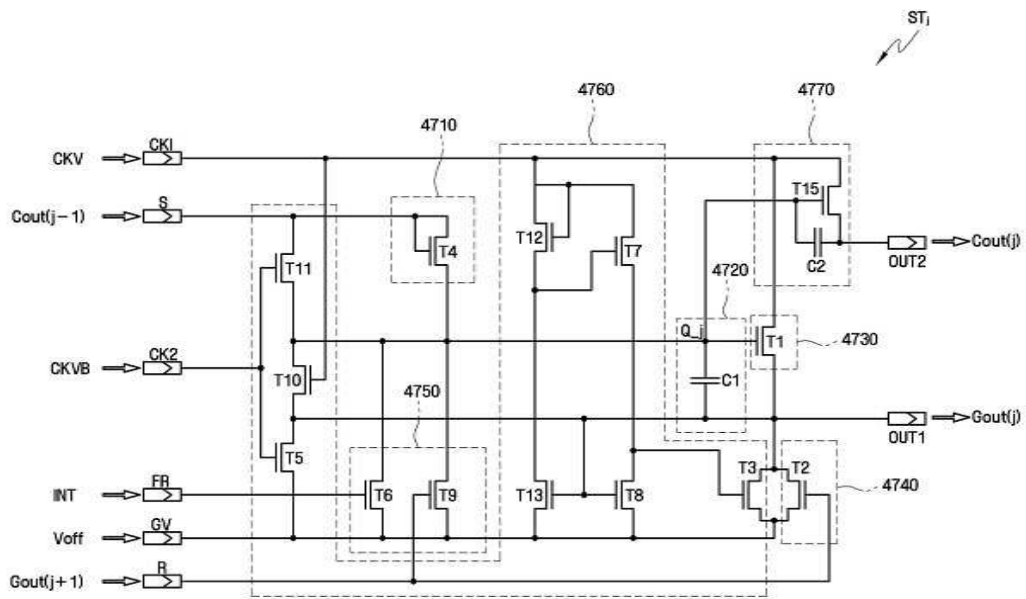 STj
4760
4770
4710
CKV
CK1
T15
Cout(j−1)
S
T12
T7
T4
T11
C2
OUT2
Cout(j)
4720
Q_j
T1
4730
CKVB
CK2
T10
C1
4750
OUT1
Gout(j)
T5
T3
T2
INT
FR
T6
T9
T13
T8
4740
Voff
GV
Gout(j+1)
R